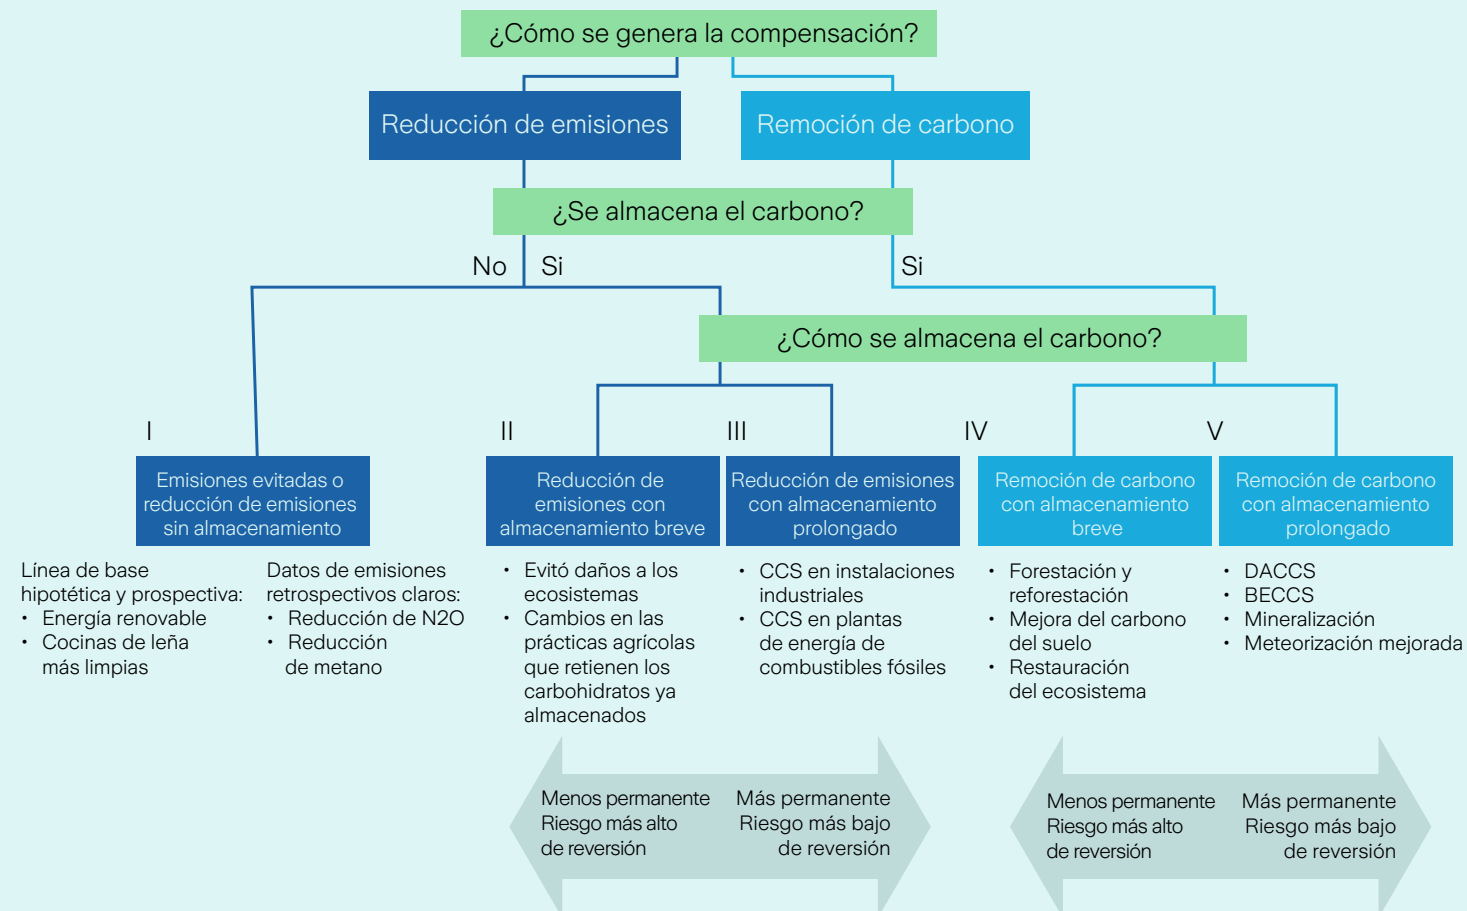 ¿Cómo se genera la compensación?
Reducción de emisiones
Remoción de carbono
¿Se almacena el carbono?
No
Si
Si
¿Cómo se almacena el carbono?
I
Emisiones evitadas o
reducción de emisiones
sin almacenamiento
Línea de base
hipotética y prospectiva:
• Energía renovable
• Cocinas de leña
más limpias
Datos de emisiones
retrospectivos claros:
• Reducción de N2O
• Reducción
de metano
II
Reducción de
emisiones con
almacenamiento breve
• Evitó daños a los
ecosistemas
• Cambios en las
prácticas agrícolas
que retienen los
carbohidratos ya
almacenados
III
Reducción de emisiones
con almacenamiento
prolongado
• CCS en instalaciones
industriales
• CCS en plantas
de energía de
combustibles fósiles
IV
Remoción de carbono
con almacenamiento
breve
• Forestación y
reforestación
• Mejora del carbono
del suelo
• Restauración
del ecosistema
V
Remoción de carbono
con almacenamiento
prolongado
• DACCS
• BECCS
• Mineralización
• Meteorización mejorada
Menos permanente
Riesgo más alto
de reversión
Más permanente
Riesgo más bajo
de reversión
Menos permanente
Riesgo más alto
de reversión
Más permanente
Riesgo más bajo
de reversión